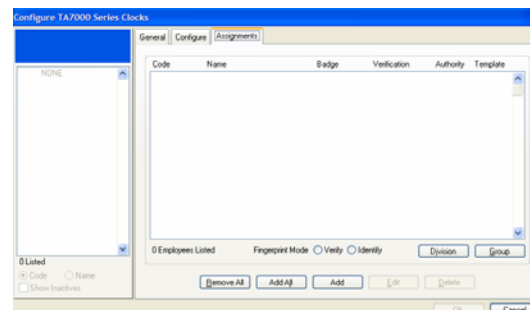 Configure TA7000 Series Clocks
General Configure Assignments
NONE
Code Name Badge Verification Authority Template
0 Employees Listed Fingerprint Mode Verify Identify Division Group
0 Listed
Code Name
Show Inactives
Remove All Add All Add Edit Delete
OK Cancel